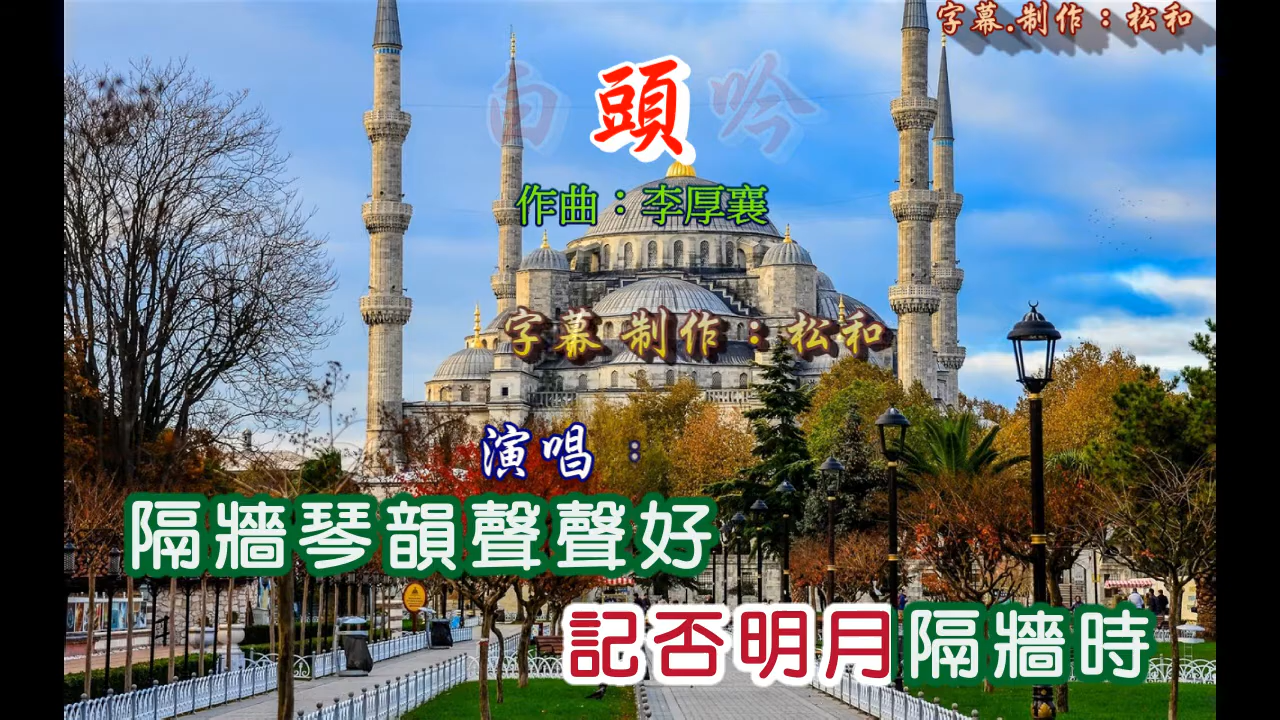 字幕.制作：松和
白頭吟
作曲：李厚襄
字幕 制作：松和
演唱：
隔牆琴韻聲聲好
記否明月隔牆時